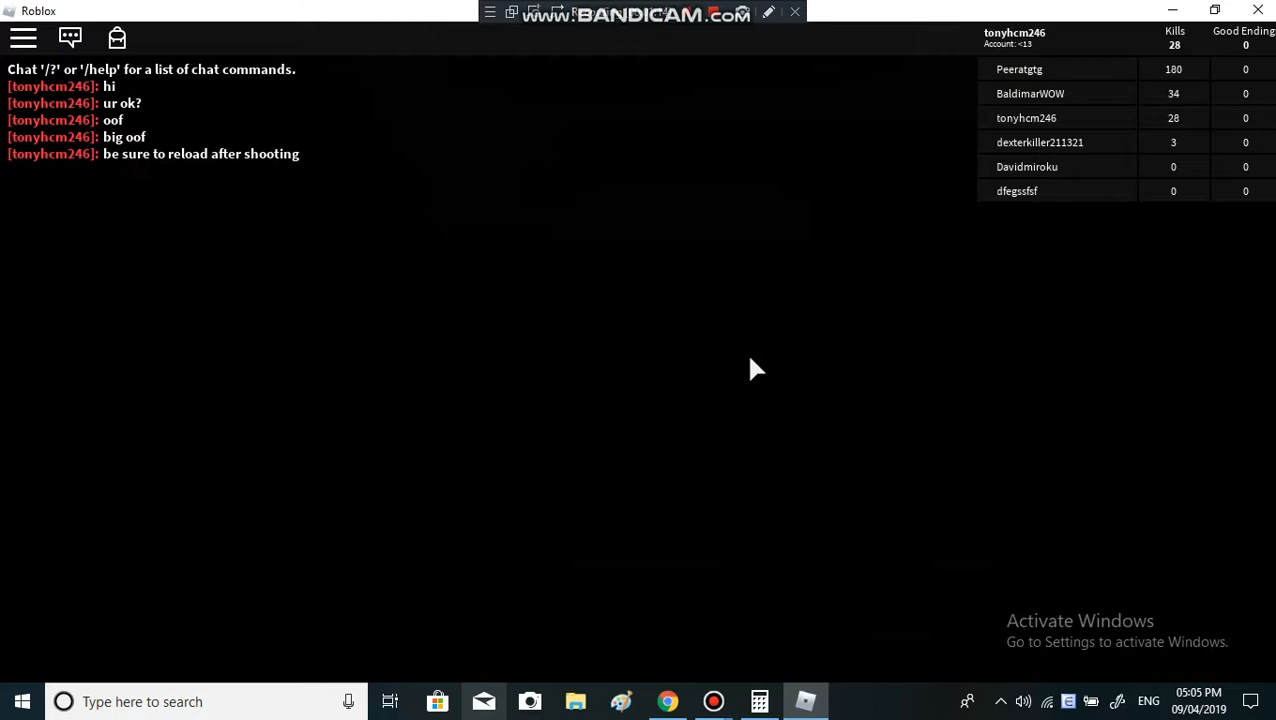 Roblox
www.BANDICAM.com
tonyhcm246 Kills Good Ending
Account: <13 28 0
Chat '/?' or '/help' for a list of chat commands.
[tonyhcm246]: hi
[tonyhcm246]: ur ok?
[tonyhcm246]: oof
[tonyhcm246]: big oof
[tonyhcm246]: be sure to reload after shooting
Peeratgtg 180 0
BaldimarWOW 34 0
tonyhcm246 28 0
dexterkiller211321 3 0
Davidmiroku 0 0
dfegssfsf 0 0
Activate Windows
Go to Settings to activate Windows.
Type here to search
ENG
05:05 PM
09/04/2019